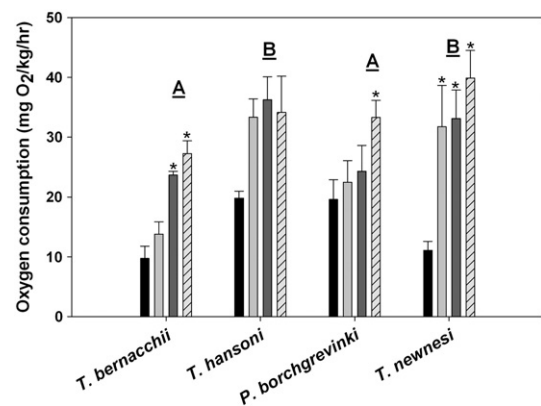 Oxygen consumption (mg O2/kg/hr)
50
40
30
20
10
0
A
B
A
B
* *
*
* * *
T. bernacchii
T. hansoni
P. borchgrevinki
T. newnesi